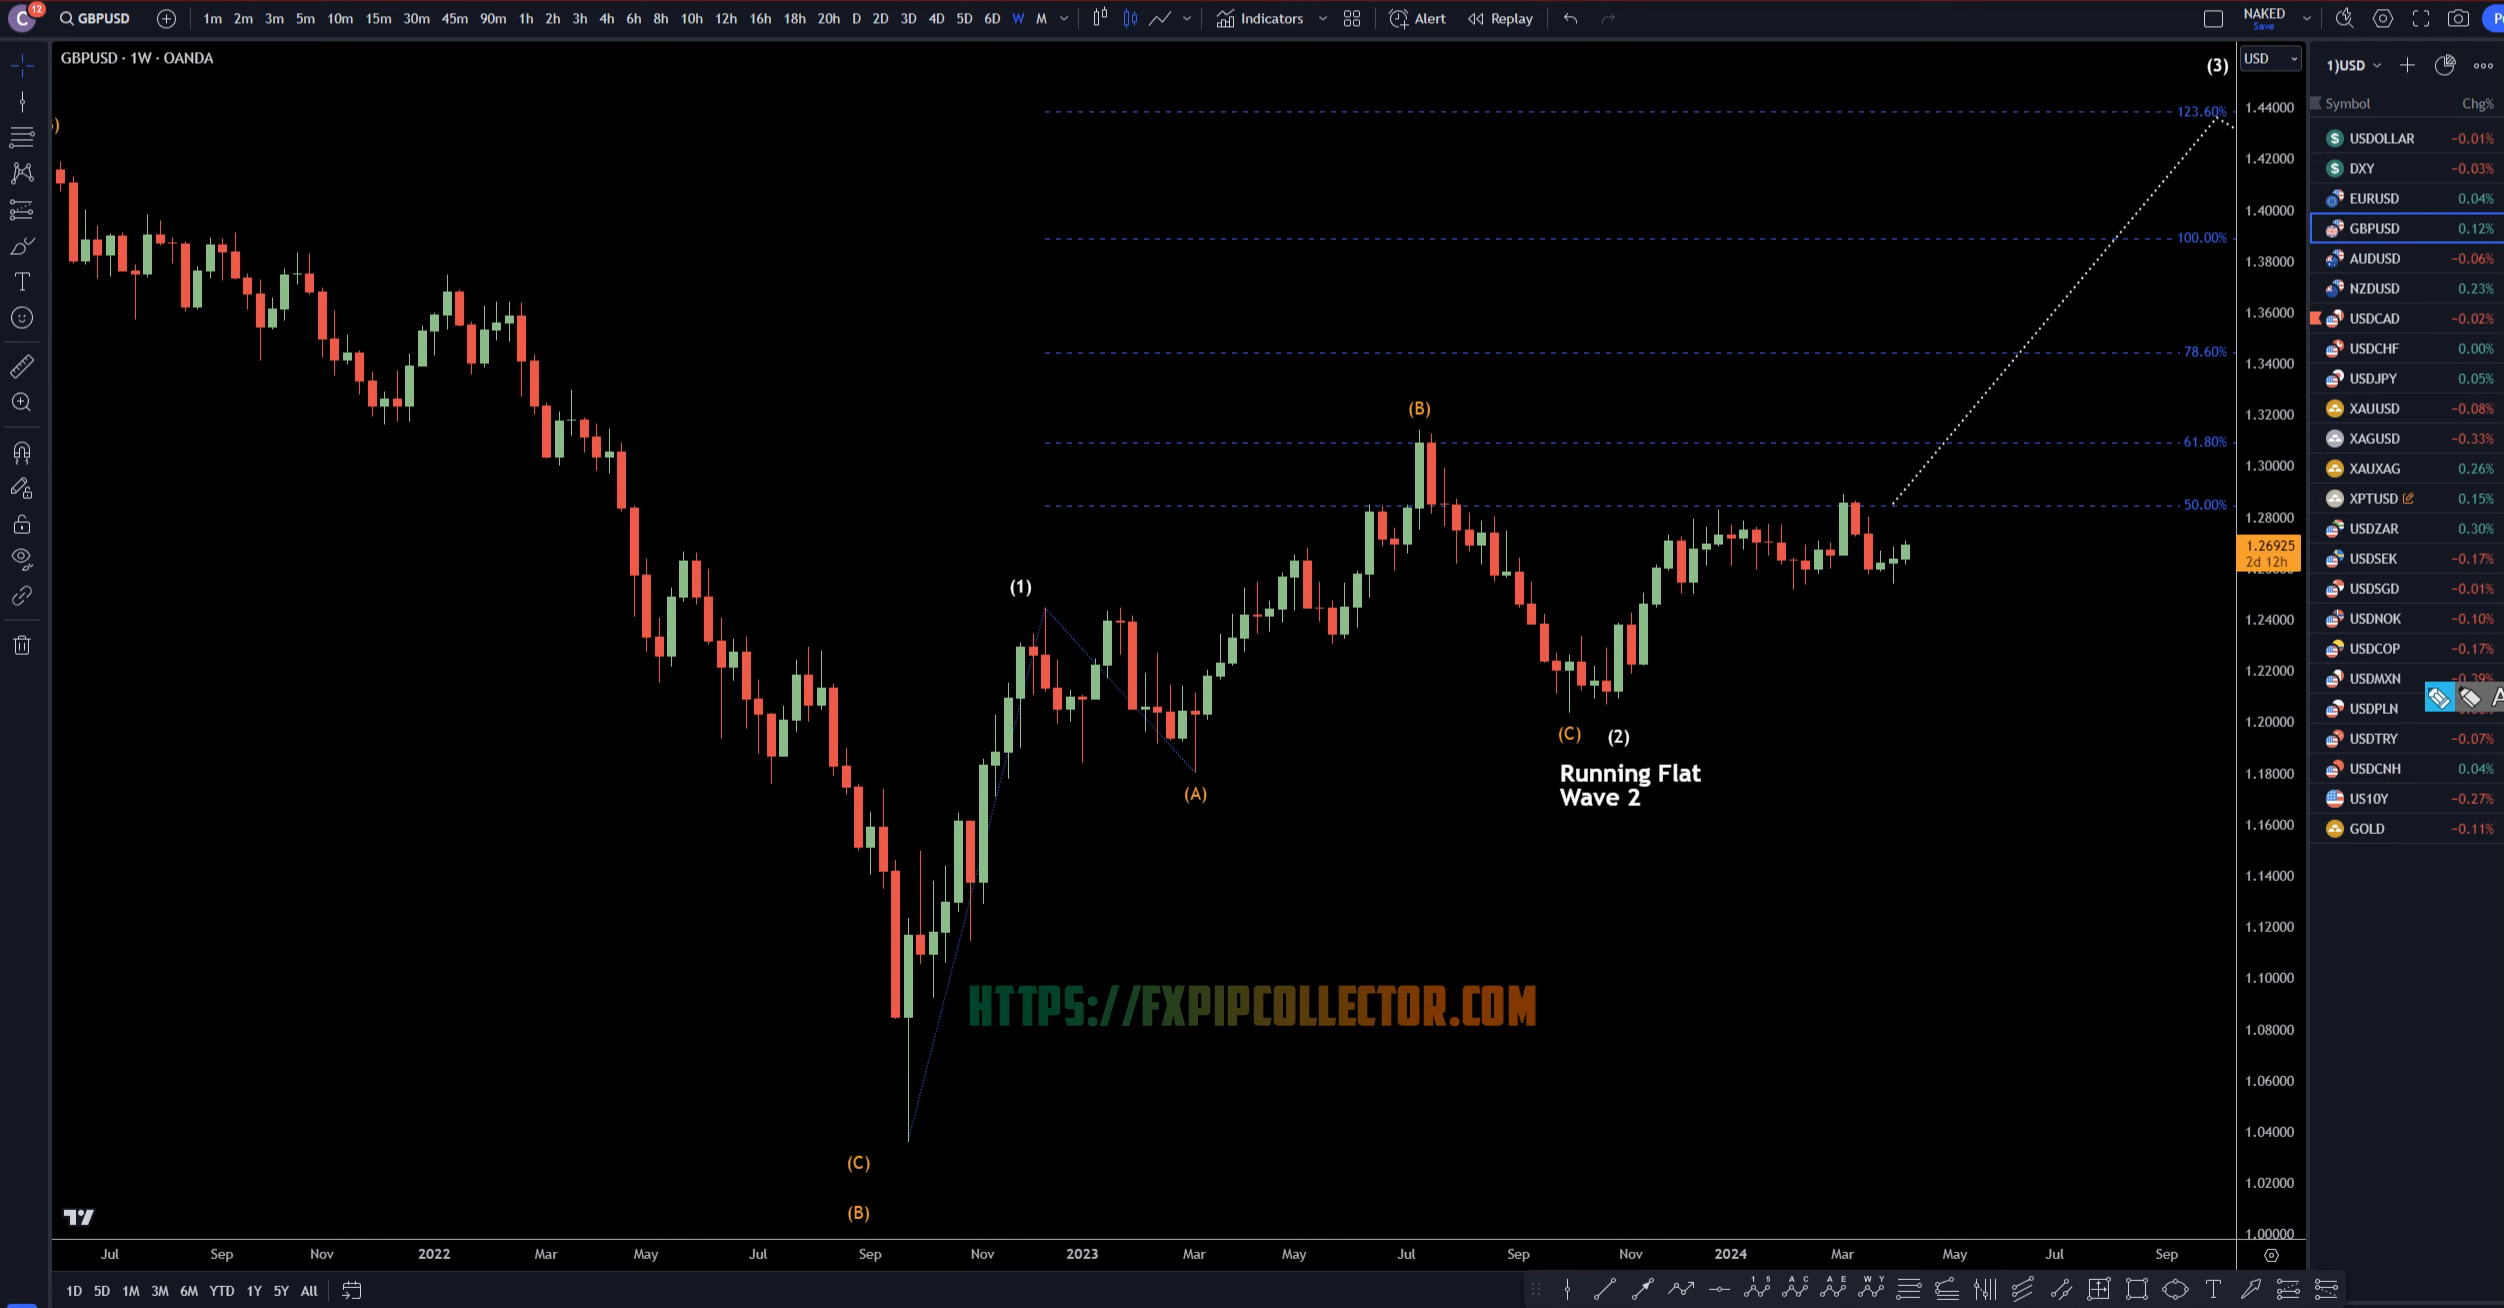 C 12 GBPUSD 1m 2m 3m 5m 10m 15m 30m 45m 90m 1h 2h 3h 4h 6h 8h 10h 12h 16h 18h 20h D 2D 3D 4D 5D 6D W M Indicators Alert Replay NAKED
Save
GBPUSD · 1W · OANDA
(3)
USD
1)USD
Symbol Chg%
123.60%
1.44000
USDOLLAR −0.01%
1.42000
DXY −0.03%
EURUSD 0.04%
1.40000
GBPUSD 0.12%
100.00%
1.38000
AUDUSD −0.06%
NZDUSD 0.23%
1.36000
USDCAD −0.02%
78.60%
USDCHF 0.00%
1.34000
USDJPY 0.05%
(B)
1.32000
XAUUSD −0.08%
61.80%
XAGUSD −0.33%
1.30000
XAUXAG 0.26%
50.00%
XPTUSD 0.15%
1.28000
USDZAR 0.30%
1.26925
2d 12h
USDSEK −0.17%
(1)
USDSGD −0.01%
1.24000
USDNOK −0.10%
USDCOP −0.17%
1.22000
USDMXN −0.39%
USDPLN
1.20000
(C) (2)
USDTRY −0.07%
Running Flat
Wave 2
1.18000
USDCNH 0.04%
(A)
US10Y −0.27%
1.16000
GOLD −0.11%
1.14000
1.12000
1.10000
HTTPS://FXPIPCOLLECTOR.COM
1.08000
1.06000
1.04000
(C)
1.02000
(B)
1.00000
Jul Sep Nov 2022 Mar May Jul Sep Nov 2023 Mar May Jul Sep Nov 2024 Mar May Jul Sep
1D 5D 1M 3M 6M YTD 1Y 5Y All